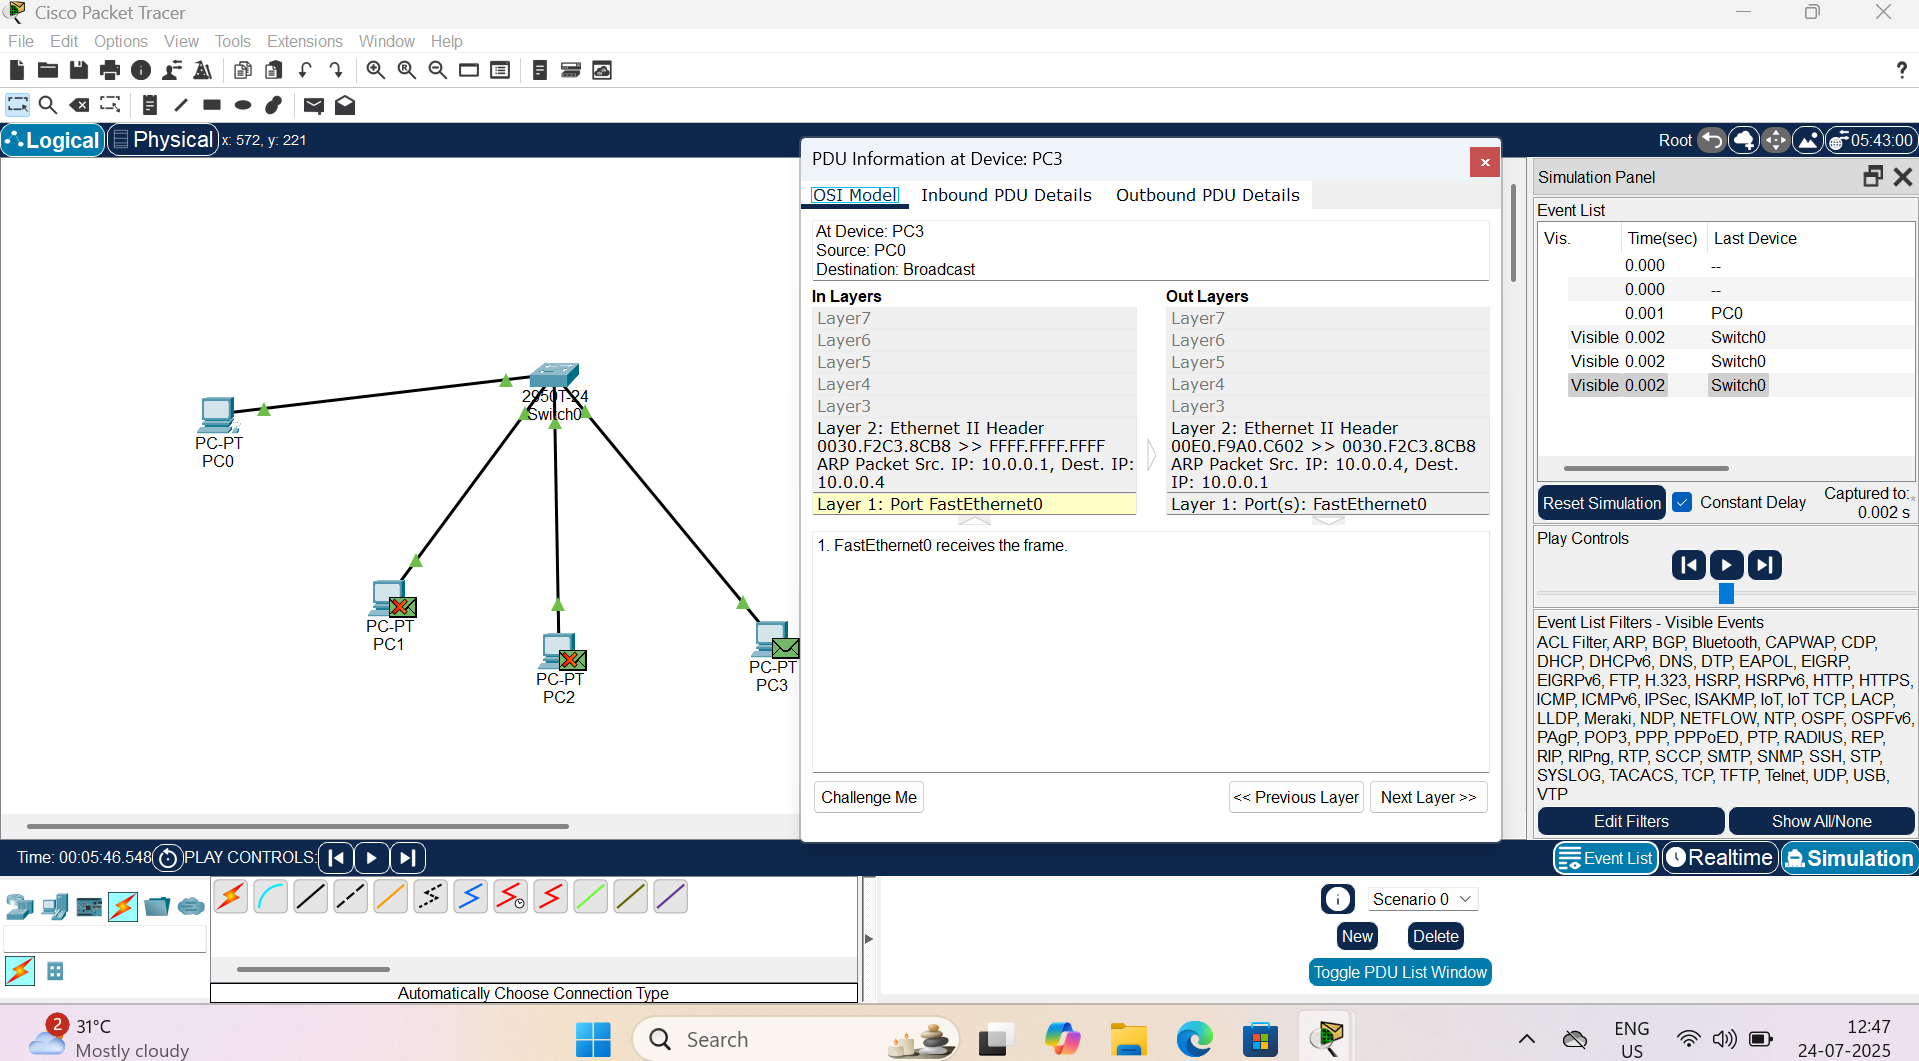 Cisco Packet Tracer
File Edit Options View Tools Extensions Window Help
?
Logical Physical x: 572, y: 221
Root 05:43:00
PC-PT
PC0
2950T-24
Switch0
PC-PT
PC1
PC-PT
PC2
PC-PT
PC3
PDU Information at Device: PC3
x
OSI Model Inbound PDU Details Outbound PDU Details
At Device: PC3
Source: PC0
Destination: Broadcast
In Layers
Layer7
Layer6
Layer5
Layer4
Layer3
Layer 2: Ethernet II Header
0030.F2C3.8CB8 >> FFFF.FFFF.FFFF
ARP Packet Src. IP: 10.0.0.1, Dest. IP:
10.0.0.4
Layer 1: Port FastEthernet0
Out Layers
Layer7
Layer6
Layer5
Layer4
Layer3
Layer 2: Ethernet II Header
00E0.F9A0.C602 >> 0030.F2C3.8CB8
ARP Packet Src. IP: 10.0.0.4, Dest.
IP: 10.0.0.1
Layer 1: Port(s): FastEthernet0
1. FastEthernet0 receives the frame.
Challenge Me << Previous Layer Next Layer >>
Simulation Panel
Event List
Vis. Time(sec) Last Device
0.000 --
0.000 --
0.001 PC0
Visible 0.002 Switch0
Visible 0.002 Switch0
Visible 0.002 Switch0
Reset Simulation Constant Delay Captured to:
0.002 s
Play Controls
Event List Filters - Visible Events
ACL Filter, ARP, BGP, Bluetooth, CAPWAP, CDP,
DHCP, DHCPv6, DNS, DTP, EAPOL, EIGRP,
EIGRPv6, FTP, H.323, HSRP, HSRPv6, HTTP, HTTPS,
ICMP, ICMPv6, IPSec, ISAKMP, IoT, IoT TCP, LACP,
LLDP, Meraki, NDP, NETFLOW, NTP, OSPF, OSPFv6,
PAgP, POP3, PPP, PPPoED, PTP, RADIUS, REP,
RIP, RIPng, RTP, SCCP, SMTP, SNMP, SSH, STP,
SYSLOG, TACACS, TCP, TFTP, Telnet, UDP, USB,
VTP
Edit Filters Show All/None
Time: 00:05:46.548 PLAY CONTROLS:
Event List Realtime Simulation
Automatically Choose Connection Type
Scenario 0
New Delete
Toggle PDU List Window
2
31°C
Mostly cloudy
Search
ENG
US
12:47
24-07-2025